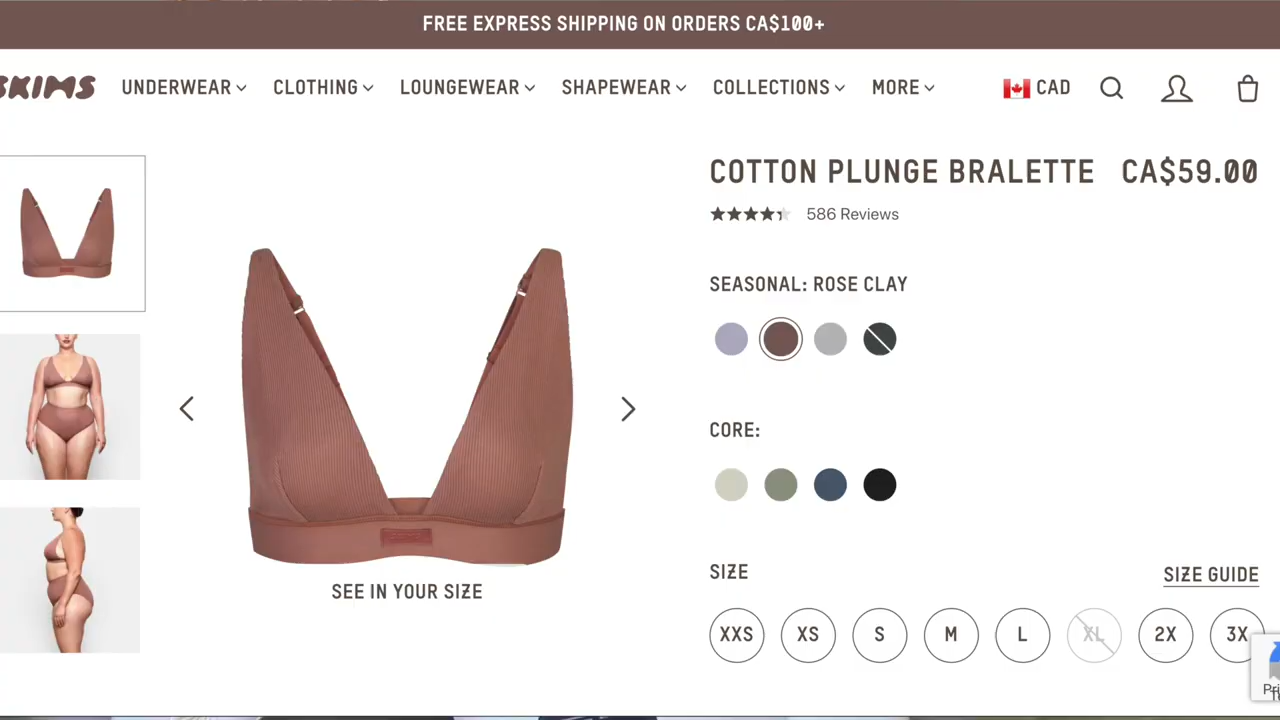 FREE EXPRESS SHIPPING ON ORDERS CA$100+
SKIMS UNDERWEAR CLOTHING LOUNGEWEAR SHAPEWEAR COLLECTIONS MORE CAD
COTTON PLUNGE BRALETTE CA$59.00
586 Reviews
SEASONAL: ROSE CLAY
CORE:
SEE IN YOUR SIZE
SIZE SIZE GUIDE
XXS XS S M L XL 2X 3X